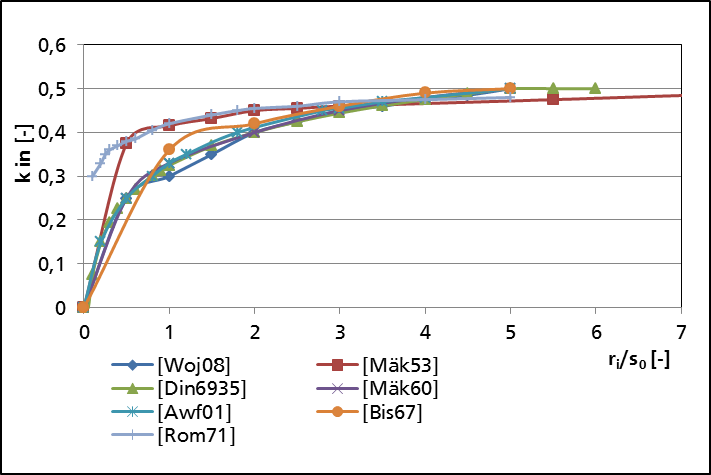 k in [-]
0,6
0,5
0,4
0,3
0,2
0,1
0
0 1 2 3 4 5 6 7
ri/s0 [-]
[Woj08] [Mäk53]
[Din6935] [Mäk60]
[Awf01] [Bis67]
[Rom71]